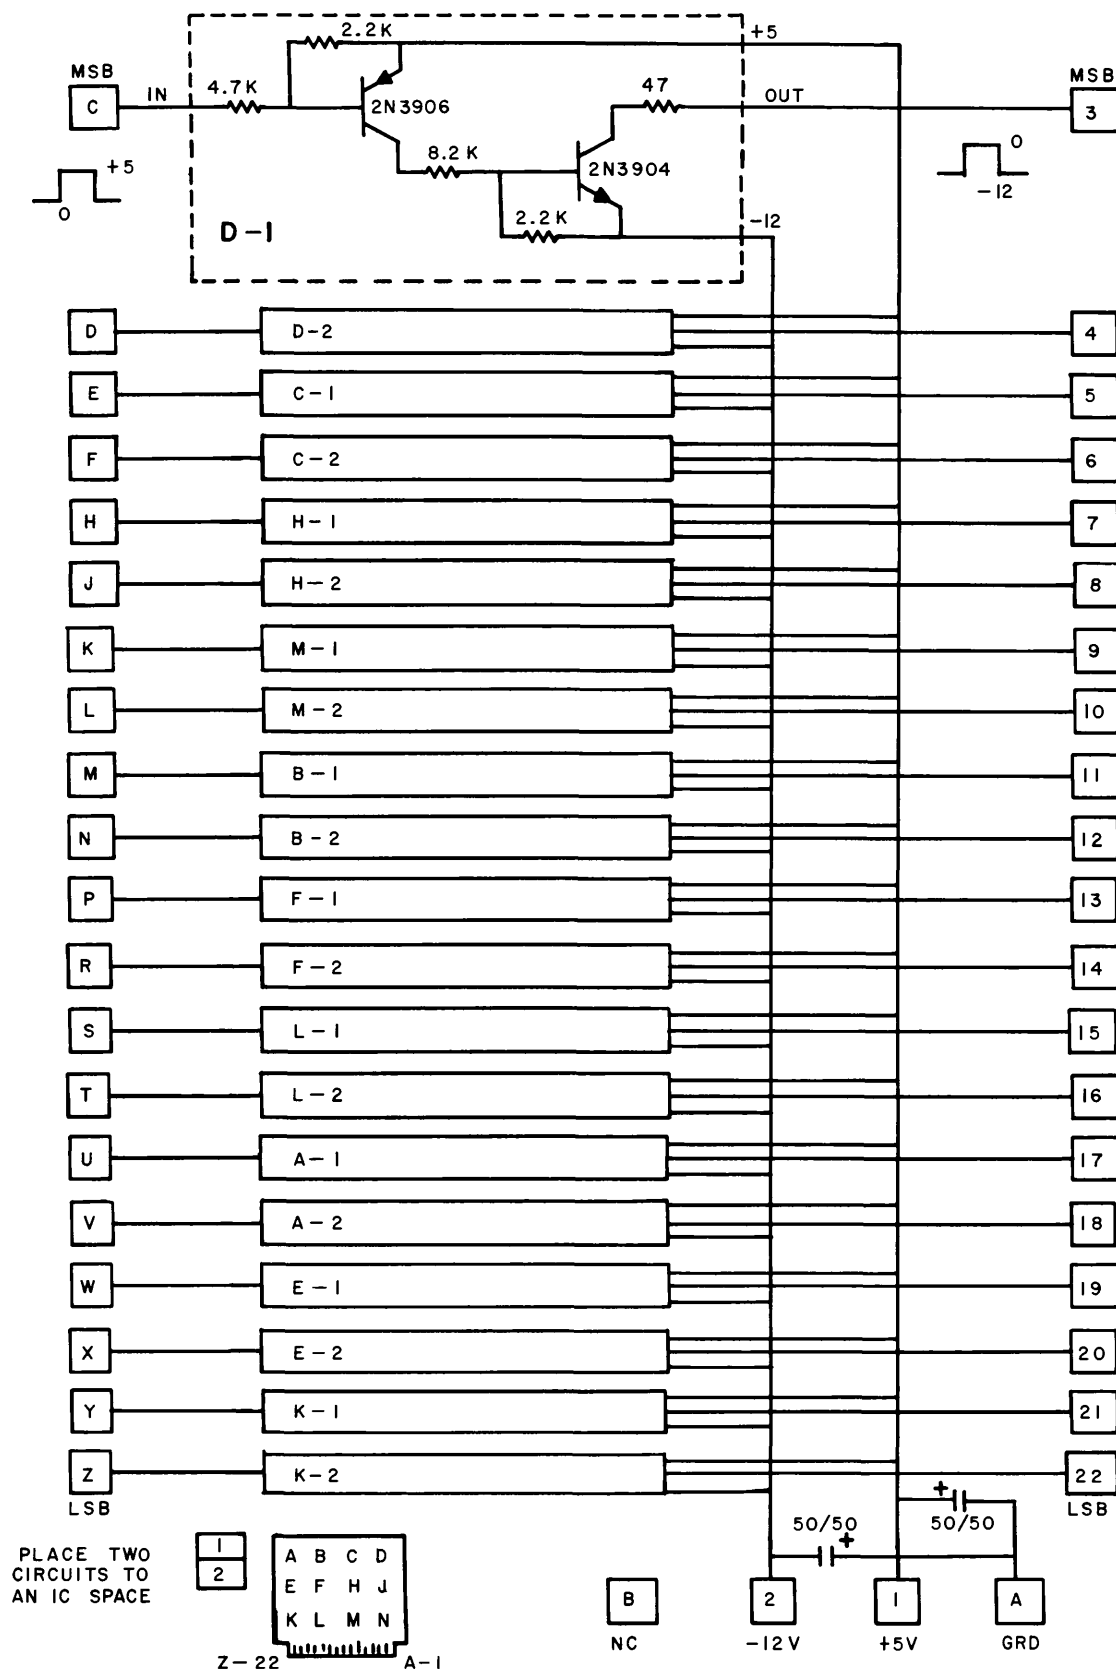 2.2K
+5
MSB
C
IN
4.7K
2N3906
47
OUT
MSB
3
8.2K
2N3904
+5
0
0
-12
D-1
2.2K
-12
D
D-2
4
E
C-1
5
F
C-2
6
H
H-1
7
J
H-2
8
K
M-1
9
L
M-2
10
M
B-1
11
N
B-2
12
P
F-1
13
R
F-2
14
S
L-1
15
T
L-2
16
U
A-1
17
V
A-2
18
W
E-1
19
X
E-2
20
Y
K-1
21
Z
K-2
22
LSB
LSB
+
50/50
50/50
+
PLACE TWO
CIRCUITS TO
AN IC SPACE
1
2
A B C D
E F H J
K L M N
Z-22
A-1
B
NC
2
-12V
1
+5V
A
GRD